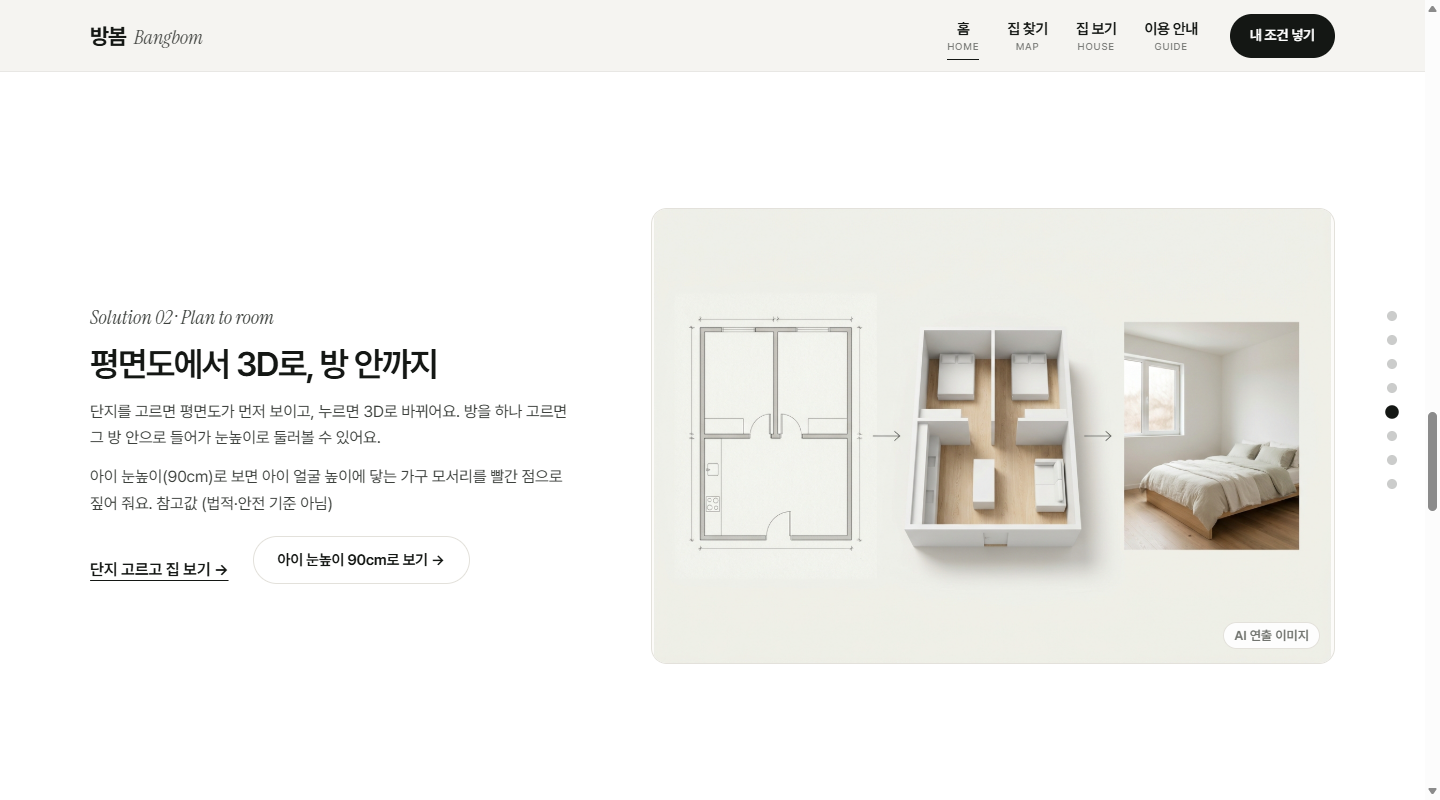 방봄 Bangbom
홈
HOME
집 찾기
MAP
집 보기
HOUSE
이용 안내
GUIDE
내 조건 넣기
Solution 02 · Plan to room
평면도에서 3D로, 방 안까지
단지를 고르면 평면도가 먼저 보이고, 누르면 3D로 바뀌어요. 방을 하나 고르면
그 방 안으로 들어가 눈높이로 둘러볼 수 있어요.
아이 눈높이(90cm)로 보면 아이 얼굴 높이에 닿는 가구 모서리를 빨간 점으로
짚어 줘요. 참고값 (법적·안전 기준 아님)
단지 고르고 집 보기 →
아이 눈높이 90cm로 보기 →
AI 연출 이미지